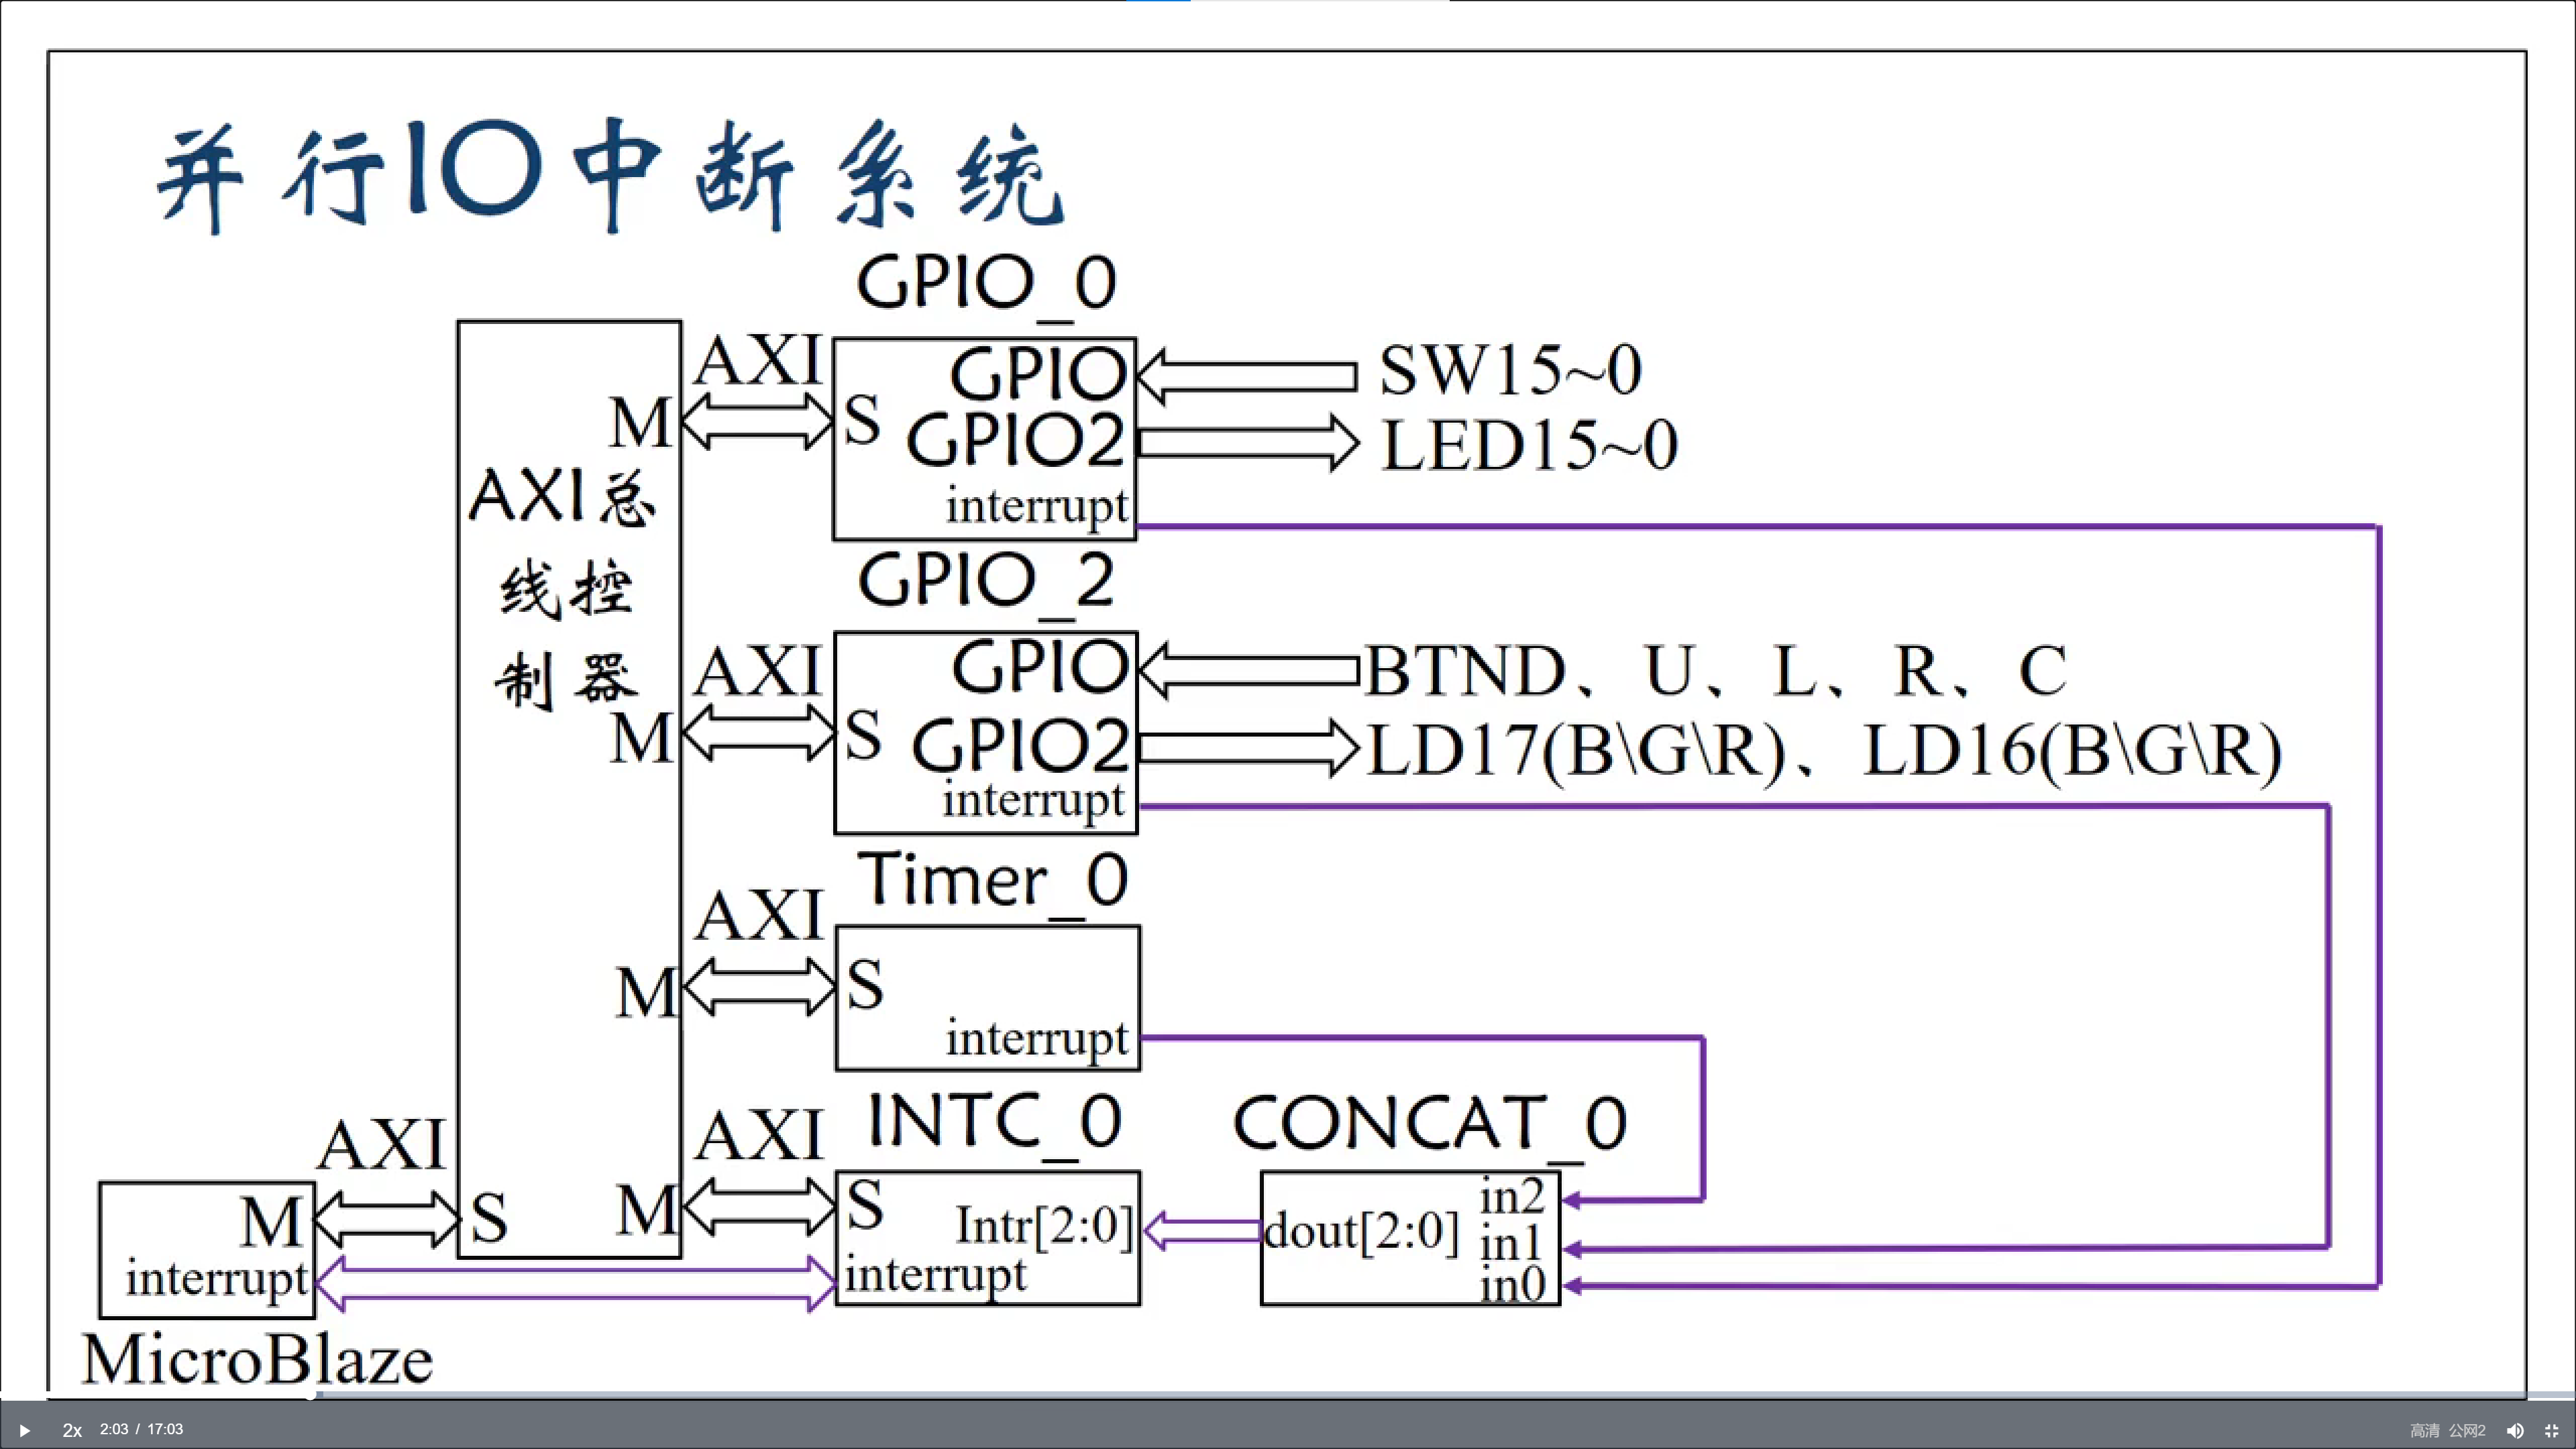 并行IO中断系统
GPIO_0
AXI
GPIO
SW15~0
M
S
GPIO2
LED15~0
interrupt
AXI总
线控
制器
GPIO_2
AXI
GPIO
BTND、U、L、R、C
M
S
GPIO2
LD17(B\G\R)、LD16(B\G\R)
interrupt
Timer_0
AXI
M
S
interrupt
INTC_0
CONCAT_0
AXI
AXI
M
S
M
S
Intr[2:0]
dout[2:0]
in2
in1
in0
interrupt
interrupt
MicroBlaze
2x
2:03 / 17:03
高清 公网2